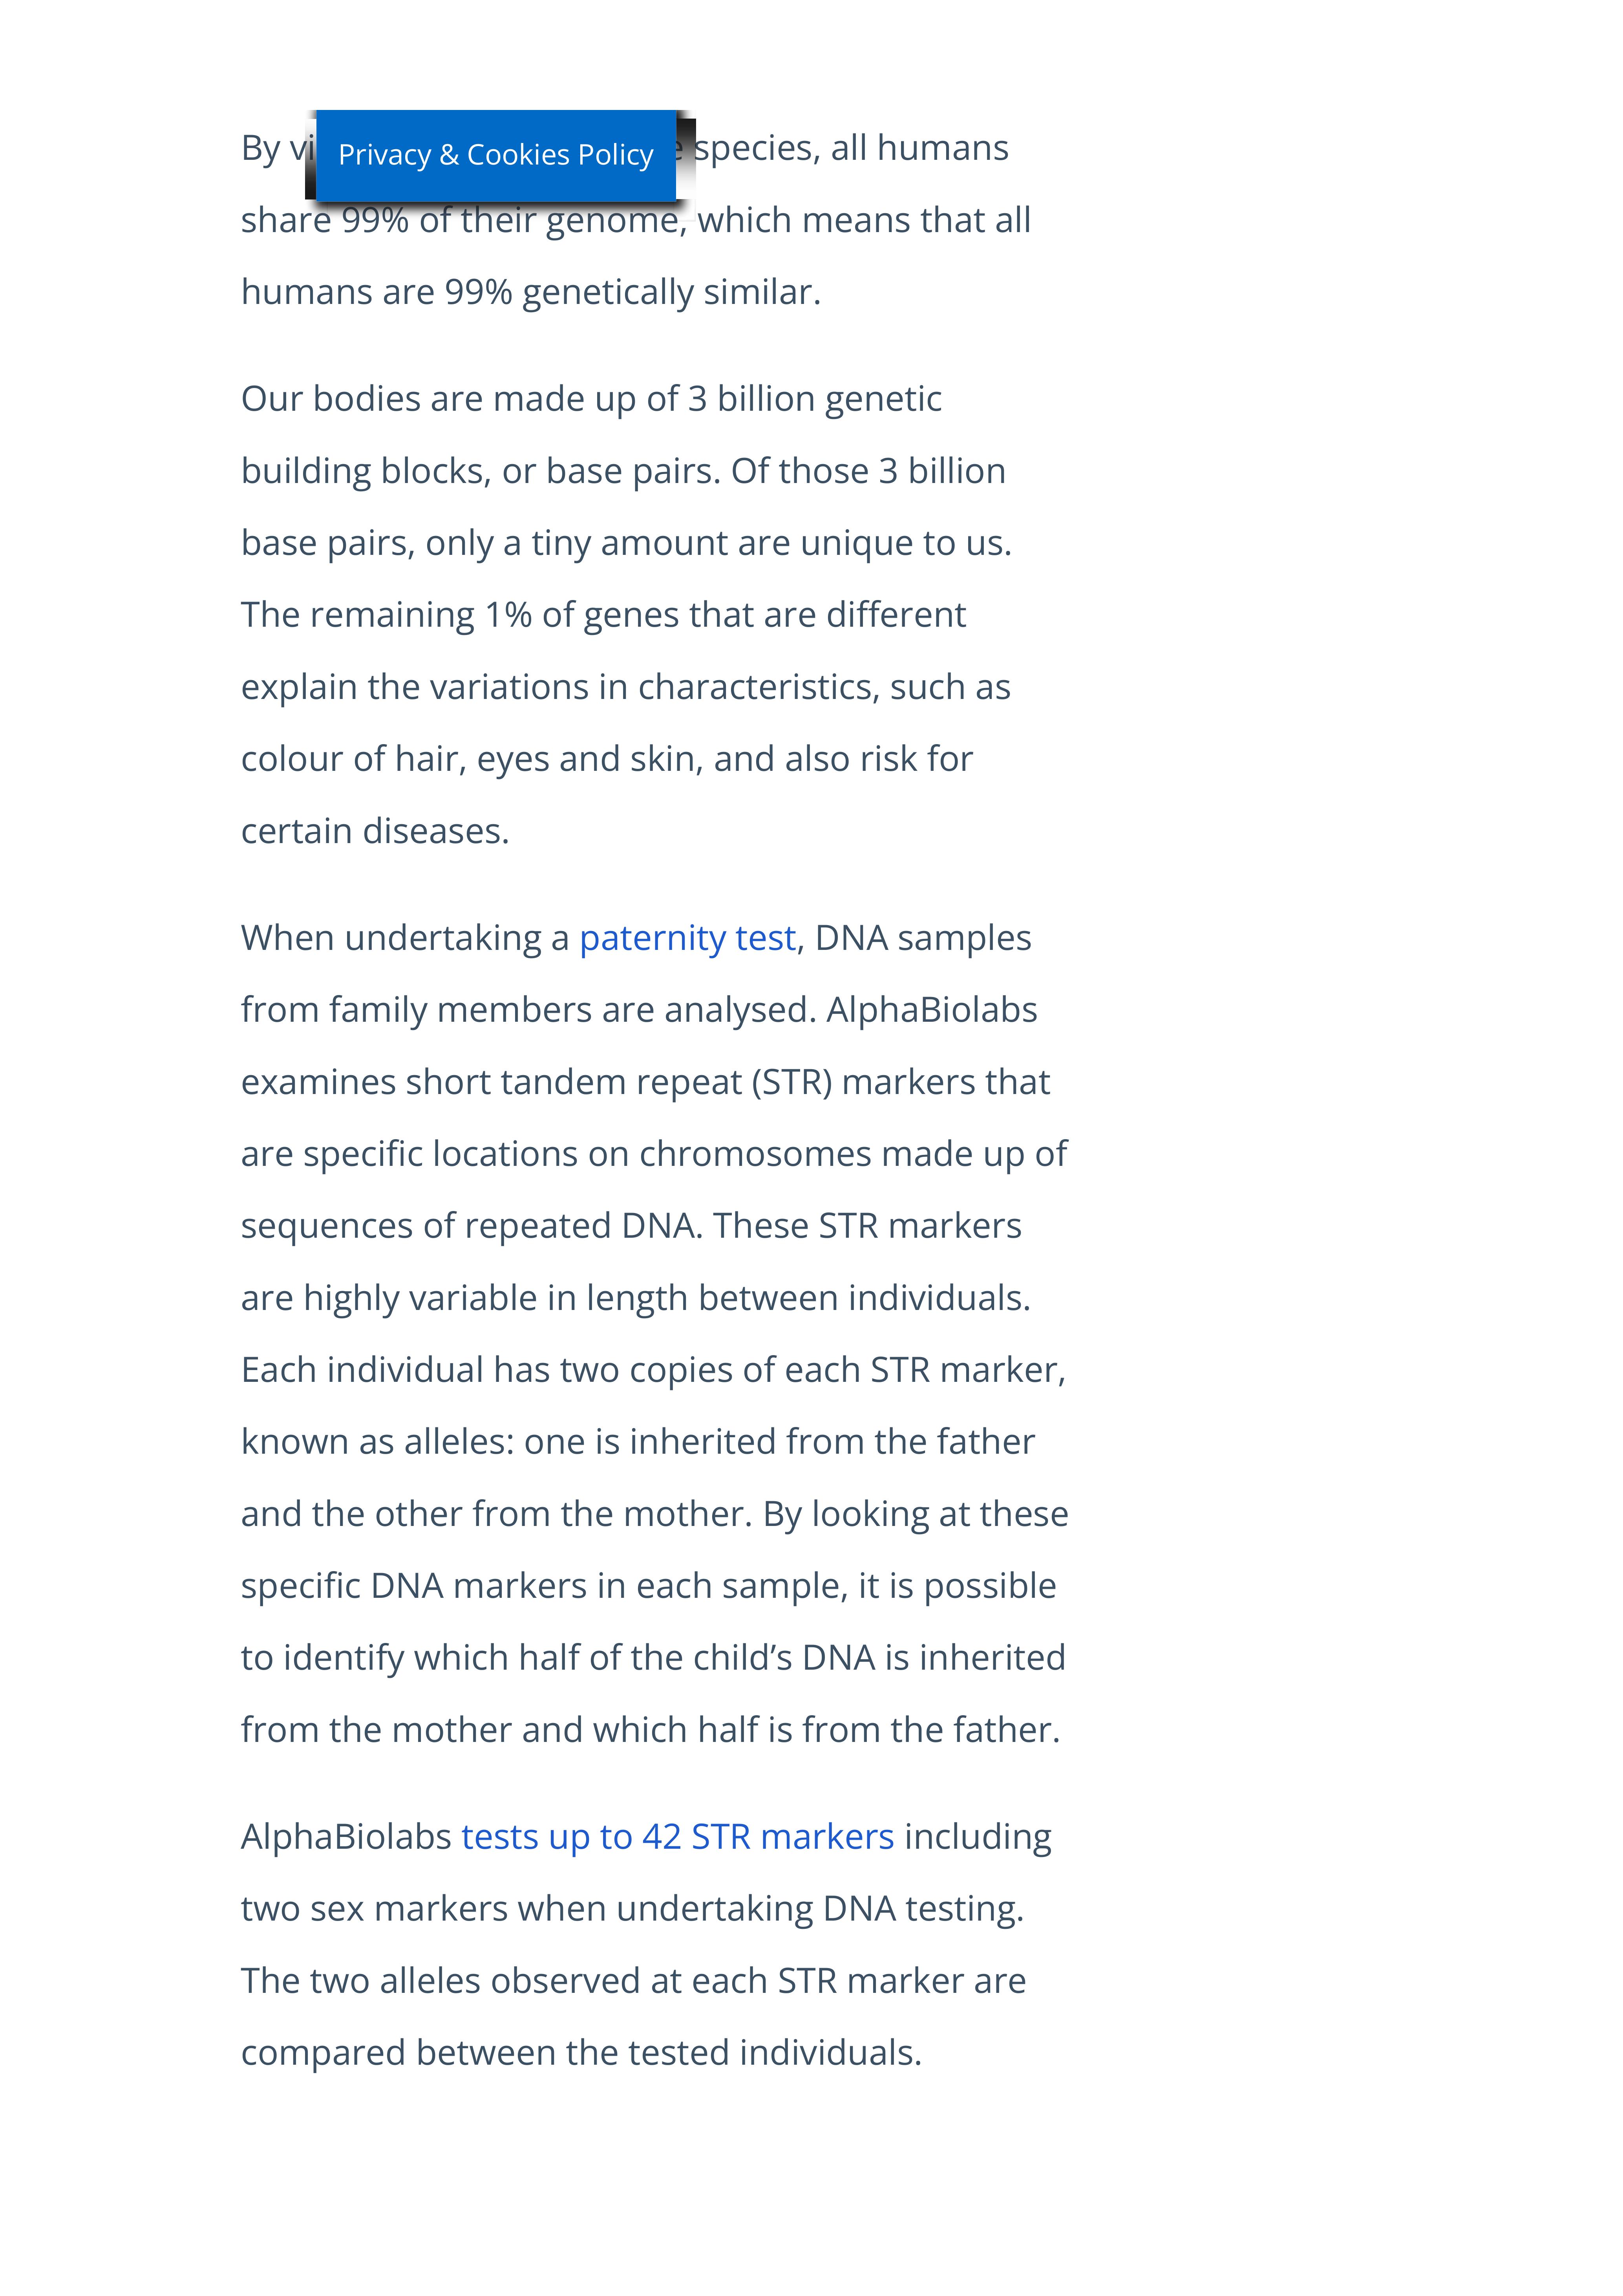 By
Privacy & Cookies Policy
species, all humans
share 99% of their genome, which means that all
humans are 99% genetically similar.
Our bodies are made up of 3 billion genetic
building blocks, or base pairs. Of those 3 billion
base pairs, only a tiny amount are unique to us.
The remaining 1% of genes that are different
explain the variations in characteristics, such as
colour of hair, eyes and skin, and also risk for
certain diseases.
When undertaking a paternity test, DNA samples
from family members are analysed. AlphaBiolabs
examines short tandem repeat (STR) markers that
are specific locations on chromosomes made up of
sequences of repeated DNA. These STR markers
are highly variable in length between individuals.
Each individual has two copies of each STR marker,
known as alleles: one is inherited from the father
and the other from the mother. By looking at these
specific DNA markers in each sample, it is possible
to identify which half of the child’s DNA is inherited
from the mother and which half is from the father.
AlphaBiolabs tests up to 42 STR markers including
two sex markers when undertaking DNA testing.
The two alleles observed at each STR marker are
compared between the tested individuals.